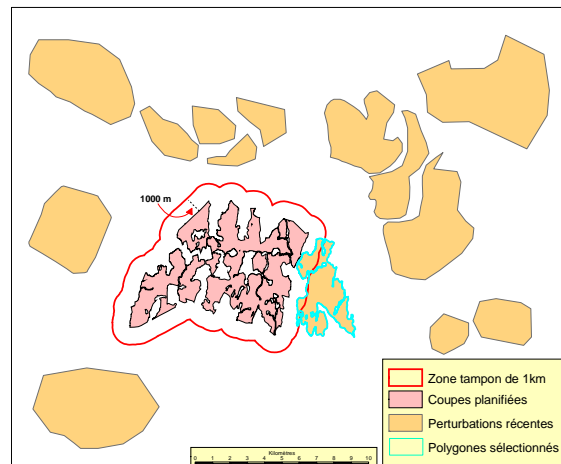 1000 m
Zone tampon de 1km
Coupes planifiées
Perturbations récentes
Polygones sélectionnés
Kilomètres
0 1 2 3 4 5 6 7 8 9 10